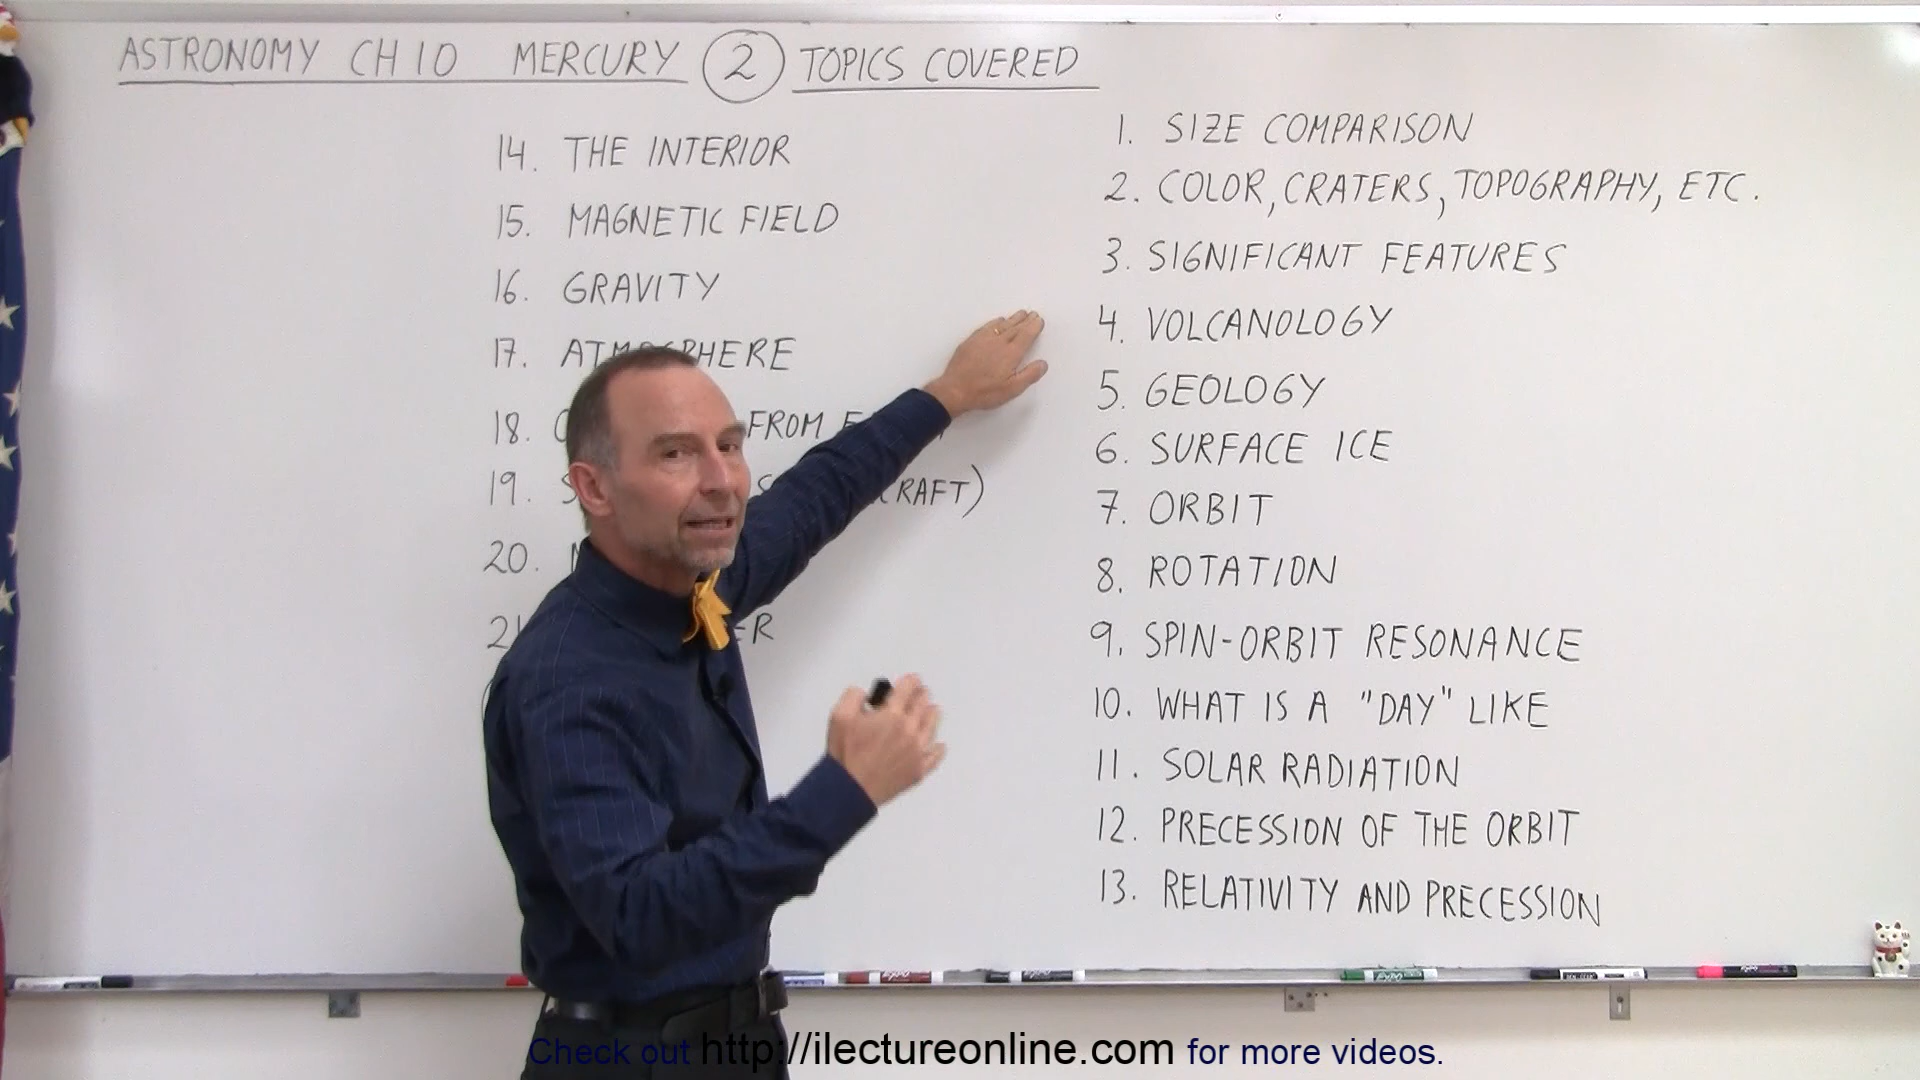 ASTRONOMY CH 10 MERCURY 2 TOPICS COVERED
1. SIZE COMPARISON
2. COLOR, CRATERS, TOPOGRAPHY, ETC.
3. SIGNIFICANT FEATURES
4. VOLCANOLOGY
5. GEOLOGY
6. SURFACE ICE
7. ORBIT
8. ROTATION
9. SPIN-ORBIT RESONANCE
10. WHAT IS A "DAY" LIKE
11. SOLAR RADIATION
12. PRECESSION OF THE ORBIT
13. RELATIVITY AND PRECESSION
14. THE INTERIOR
15. MAGNETIC FIELD
16. GRAVITY
17. ATMOSPHERE
18. FROM
19.
20.
Check out http://ilectureonline.com for more videos.